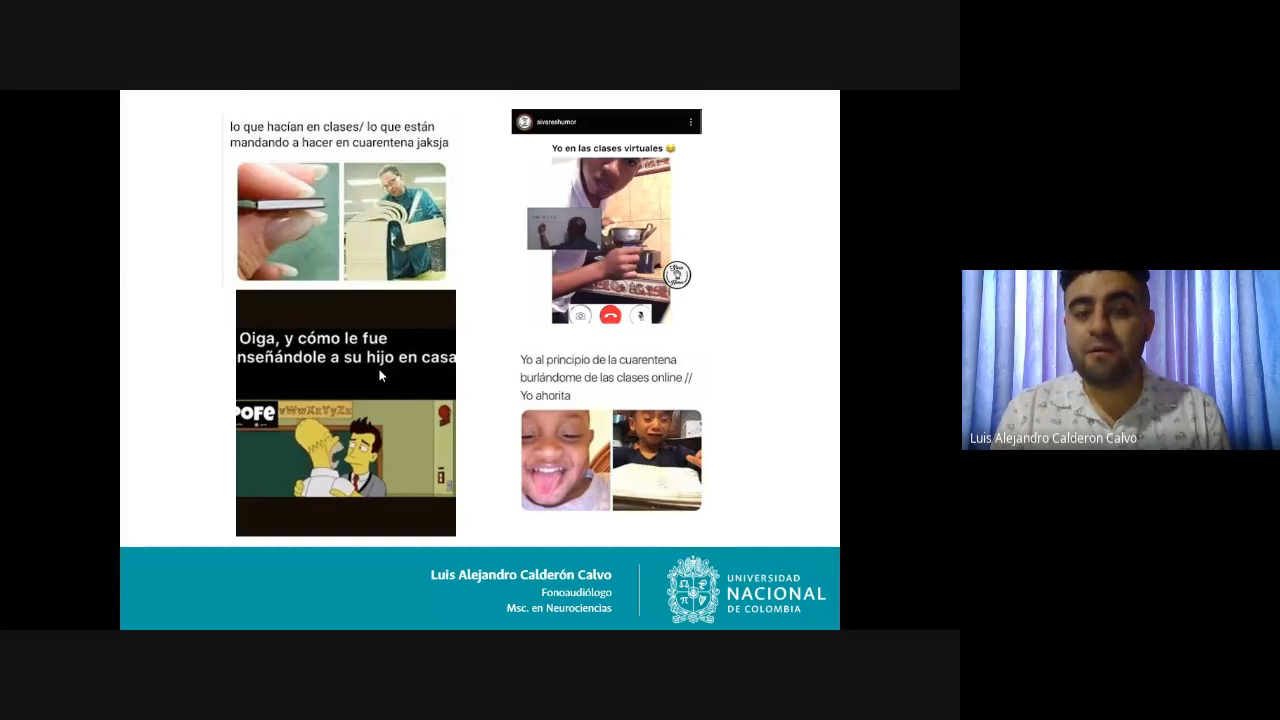 lo que hacían en clases/ lo que están
mandando a hacer en cuarentena jaksja
sivareshumor
Yo en las clases virtuales 😂
Oiga, y cómo le fue
nseñándole a su hijo en casa
POFE
vWwXxYyZz
Yo al principio de la cuarentena
burlándome de las clases online //
Yo ahorita
Luis Alejandro Calderón Calvo
Fonoaudiólogo
Msc. en Neurociencias
UNIVERSIDAD
NACIONAL
DE COLOMBIA
Luis Alejandro Calderon Calvo